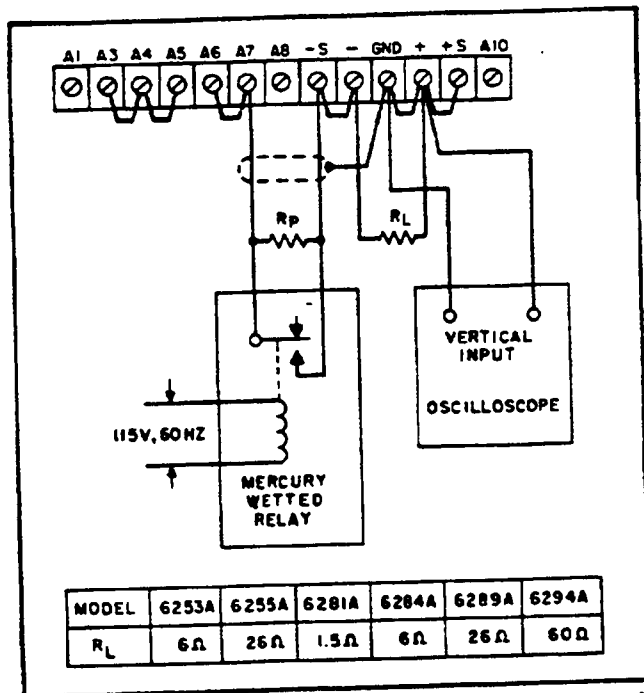 A1 A3 A4 A5 A6 A7 A8 -S - GND + +S A10
Rp
RL
VERTICAL
INPUT
OSCILLOSCOPE
115V, 60HZ
MERCURY
WETTED
RELAY
MODEL 6253A 6255A 6281A 6284A 6289A 6294A
RL 6Ω 26Ω 1.5Ω 6Ω 26Ω 60Ω